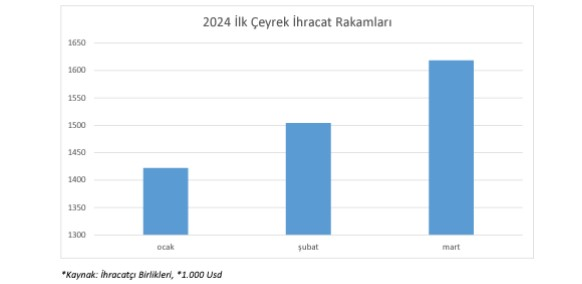 2024 İlk Çeyrek İhracat Rakamları
1650
1600
1550
1500
1450
1400
1350
1300
ocak şubat mart
*Kaynak: İhracatçı Birlikleri, *1.000 Usd